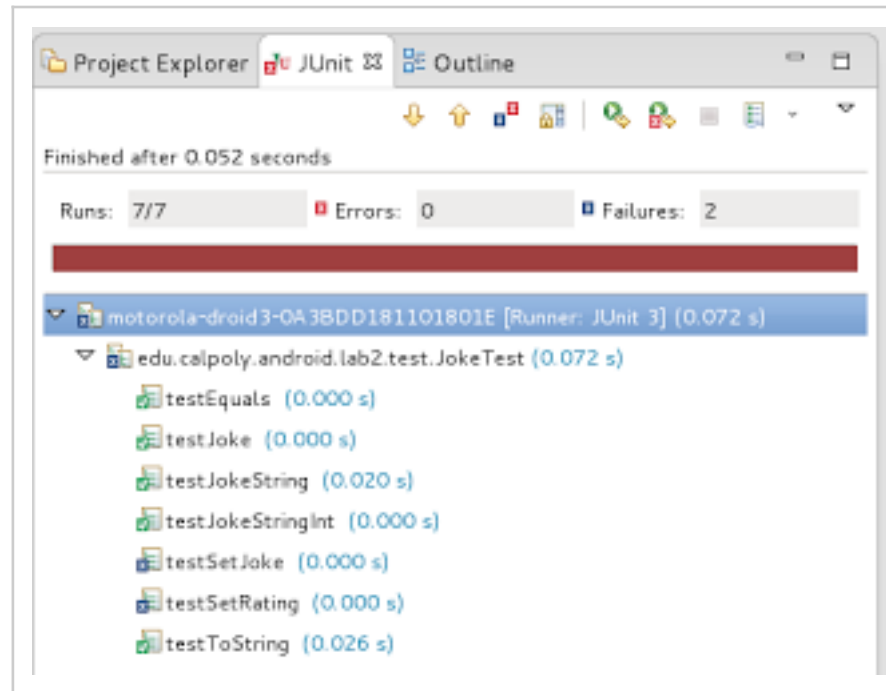 Project Explorer JUnit Outline
Finished after 0.052 seconds
Runs: 7/7 Errors: 0 Failures: 2
motorola-droid3-0A3BDD181101801E [Runner: JUnit 3] (0.072 s)
edu.calpoly.android.lab2.test.JokeTest (0.072 s)
testEquals (0.000 s)
testJoke (0.000 s)
testJokeString (0.020 s)
testJokeStringInt (0.000 s)
testSetJoke (0.000 s)
testSetRating (0.000 s)
testToString (0.026 s)